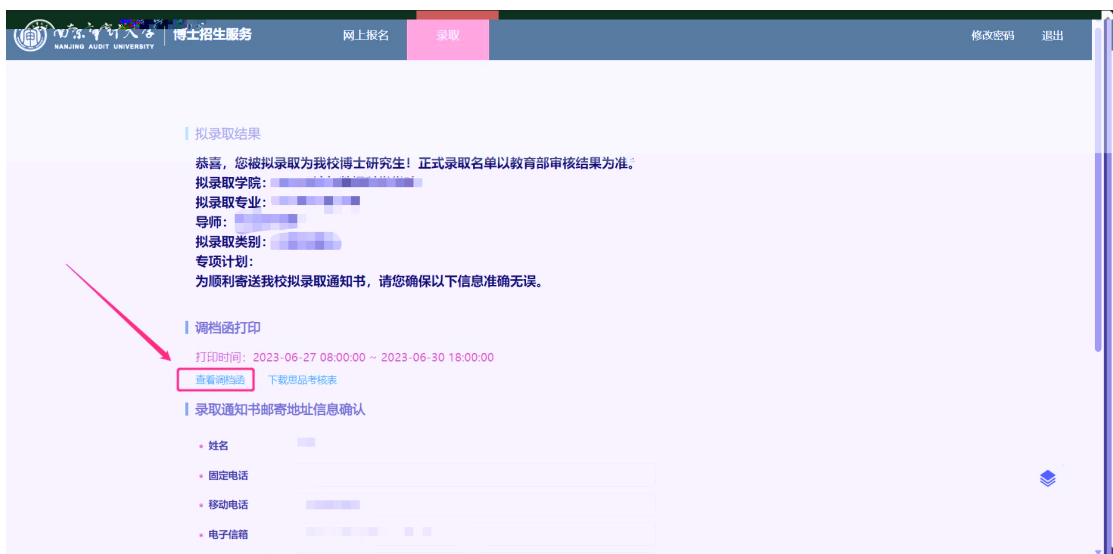 南京审计大学
NANJING AUDIT UNIVERSITY
博士招生服务
网上报名
录取
修改密码
退出
拟录取结果
恭喜，您被拟录取为我校博士研究生！正式录取名单以教育部审核结果为准。
拟录取学院：
拟录取专业：
导师：
拟录取类别：
专项计划：
为顺利寄送我校拟录取通知书，请您确保以下信息准确无误。
调档函打印
打印时间：2023-06-27 08:00:00 ~ 2023-06-30 18:00:00
查看调档函 下载思品考核表
录取通知书邮寄地址信息确认
* 姓名
* 固定电话
* 移动电话
* 电子信箱